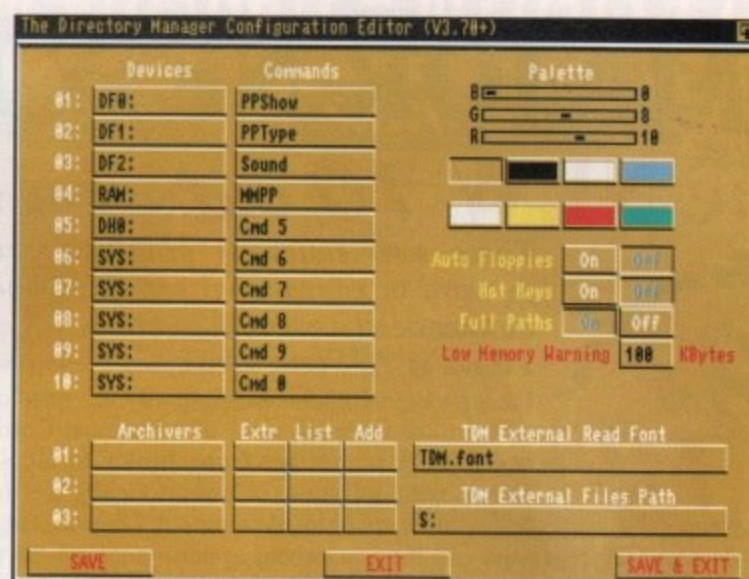 The Directory Manager Configuration Editor (V3.70+)
Devices Commands Palette
01: DF0: PPShow
02: DF1: PPType
03: DF2: Sound
04: RAM: MMPP
05: DH0: Cmd 5
06: SYS: Cmd 6
07: SYS: Cmd 7
08: SYS: Cmd 8
09: SYS: Cmd 9
10: SYS: Cmd 0
B 0
G 8
R 10
Auto Floppies On Off
Hot Keys On Off
Full Paths On Off
Low Memory Warning 100 KBytes
Archivers Extr List Add
01:
02:
03:
TDM External Read Font
TDM.font
TDM External Files Path
S:
SAVE EXIT SAVE & EXIT